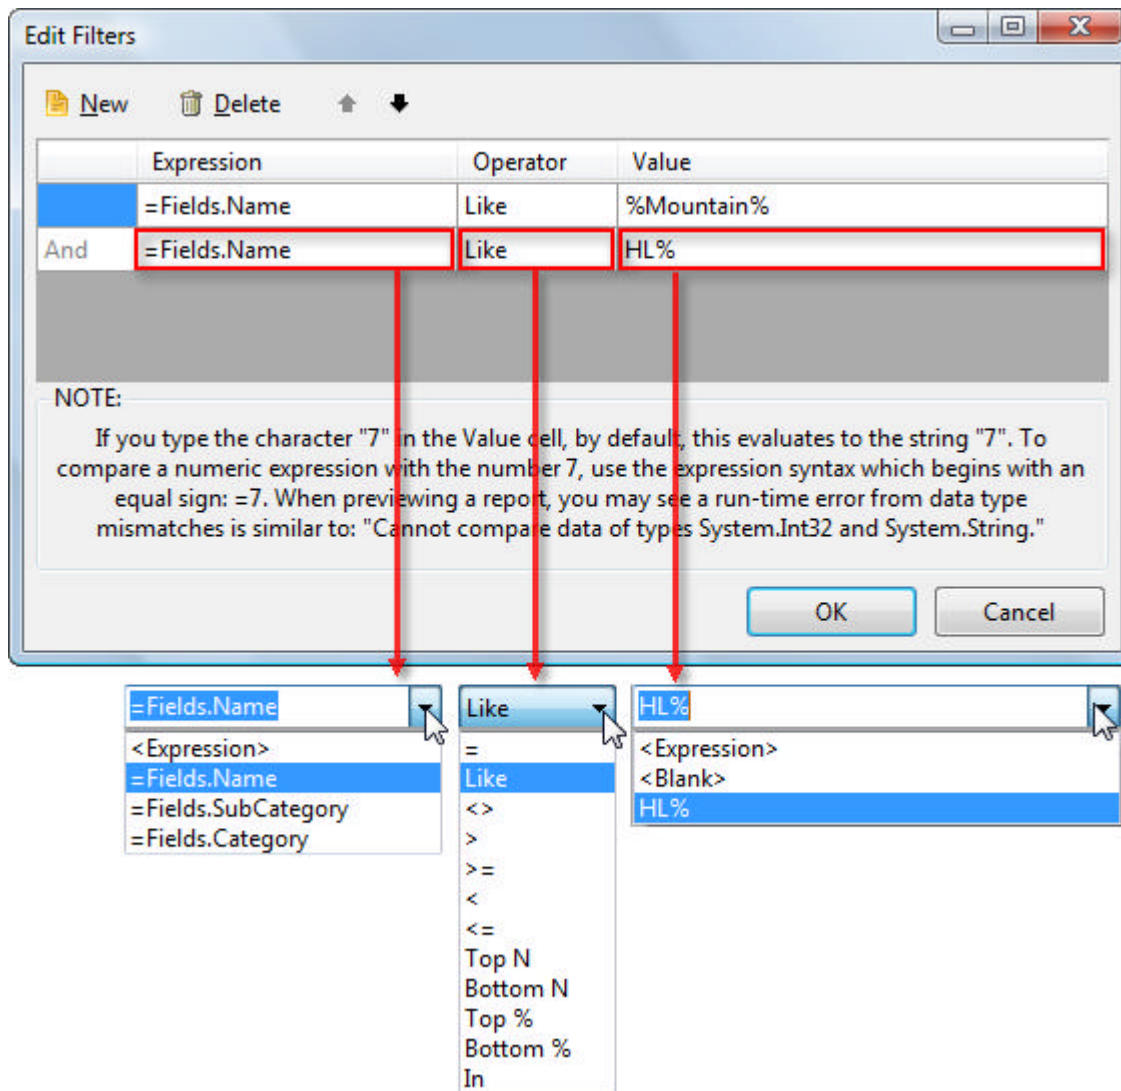 Edit Filters
New Delete
Expression Operator Value
=Fields.Name Like %Mountain%
And =Fields.Name Like HL%
NOTE:
If you type the character "7" in the Value cell, by default, this evaluates to the string "7". To
compare a numeric expression with the number 7, use the expression syntax which begins with an
equal sign: =7. When previewing a report, you may see a run-time error from data type
mismatches is similar to: "Cannot compare data of types System.Int32 and System.String."
OK Cancel
=Fields.Name
<Expression>
=Fields.Name
=Fields.SubCategory
=Fields.Category
Like
=
Like
<>
>
>=
<
<=
Top N
Bottom N
Top %
Bottom %
In
HL%
<Expression>
<Blank>
HL%